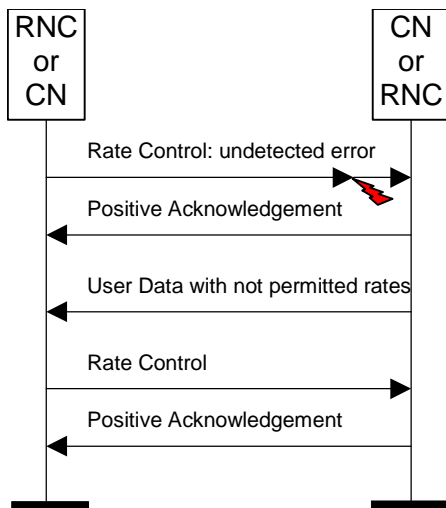 RNC
or
CN
CN
or
RNC
Rate Control: undetected error
Positive Acknowledgement
User Data with not permitted rates
Rate Control
Positive Acknowledgement